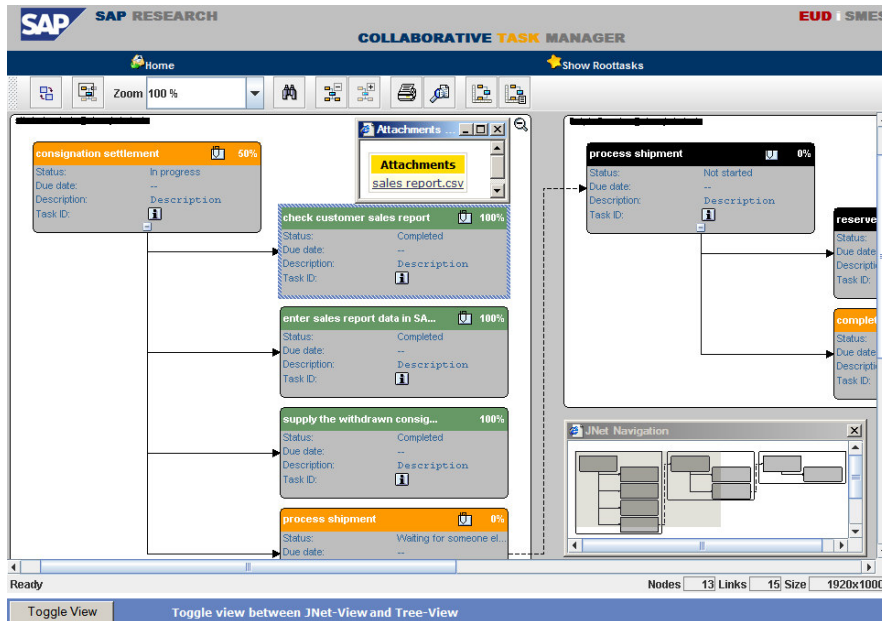 SAP
SAP RESEARCH
EUD SMES
COLLABORATIVE TASK MANAGER
Home
Show Roottasks
Zoom 100 %
consignation settlement 50%
Status: In progress
Due date: --
Description: Description
Task ID:
Attachments ...
Attachments
sales report.csv
check customer sales report 100%
Status: Completed
Due date: --
Description: Description
Task ID:
enter sales report data in SA... 100%
Status: Completed
Due date: --
Description: Description
Task ID:
supply the withdrawn consig... 100%
Status: Completed
Due date: --
Description: Description
Task ID:
process shipment 0%
Status: Waiting for someone el...
Due date: --
process shipment 0%
Status: Not started
Due date: --
Description: Description
Task ID:
reserve
Status:
Due date
Descripti
Task ID:
complet
Status:
Due date
Descripti
Task ID:
JNet Navigation
Ready
Nodes 13 Links 15 Size 1920x1000
Toggle View
Toggle view between JNet-View and Tree-View